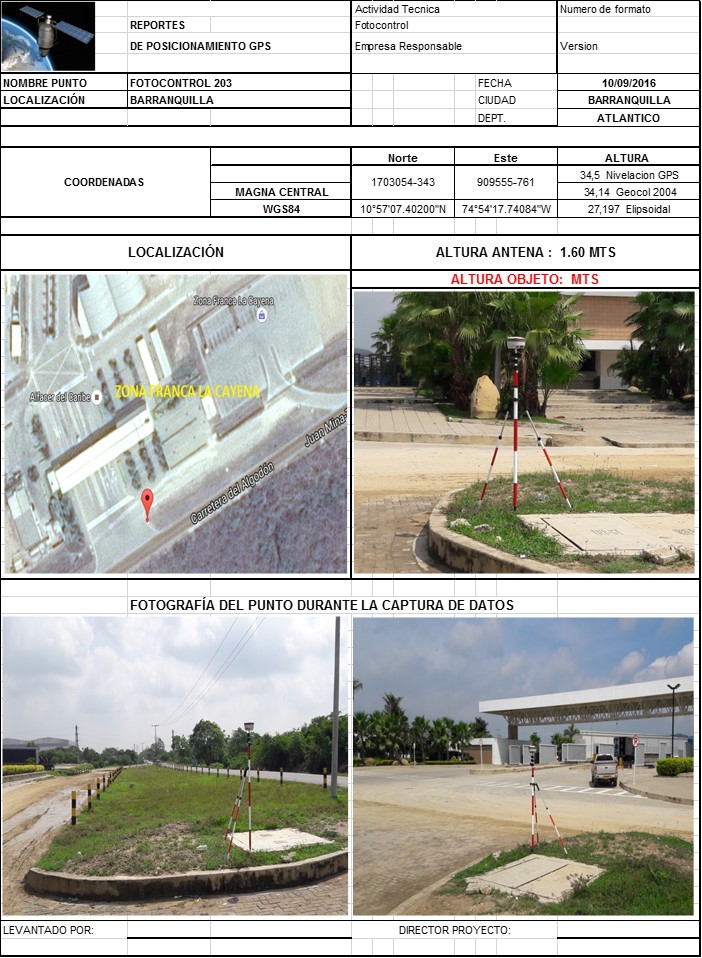 Actividad Tecnica
Numero de formato
REPORTES
Fotocontrol
DE POSICIONAMIENTO GPS
Empresa Responsable
Version
NOMBRE PUNTO
FOTOCONTROL 203
FECHA
10/09/2016
LOCALIZACIÓN
BARRANQUILLA
CIUDAD
BARRANQUILLA
DEPT.
ATLANTICO
COORDENADAS
Norte
Este
ALTURA
1703054-343
909555-761
34,5 Nivelacion GPS
MAGNA CENTRAL
34,14 Geocol 2004
WGS84
10°57'07.40200"N
74°54'17.74084"W
27,197 Elipsoidal
LOCALIZACIÓN
ALTURA ANTENA : 1.60 MTS
ALTURA OBJETO: MTS
Zona Franca La Cayena
Alfacer del Caribe
ZONA FRANCA LA CAYENA
Juan Mina-
Carretera del Algodón
FOTOGRAFÍA DEL PUNTO DURANTE LA CAPTURA DE DATOS
LEVANTADO POR:
DIRECTOR PROYECTO: